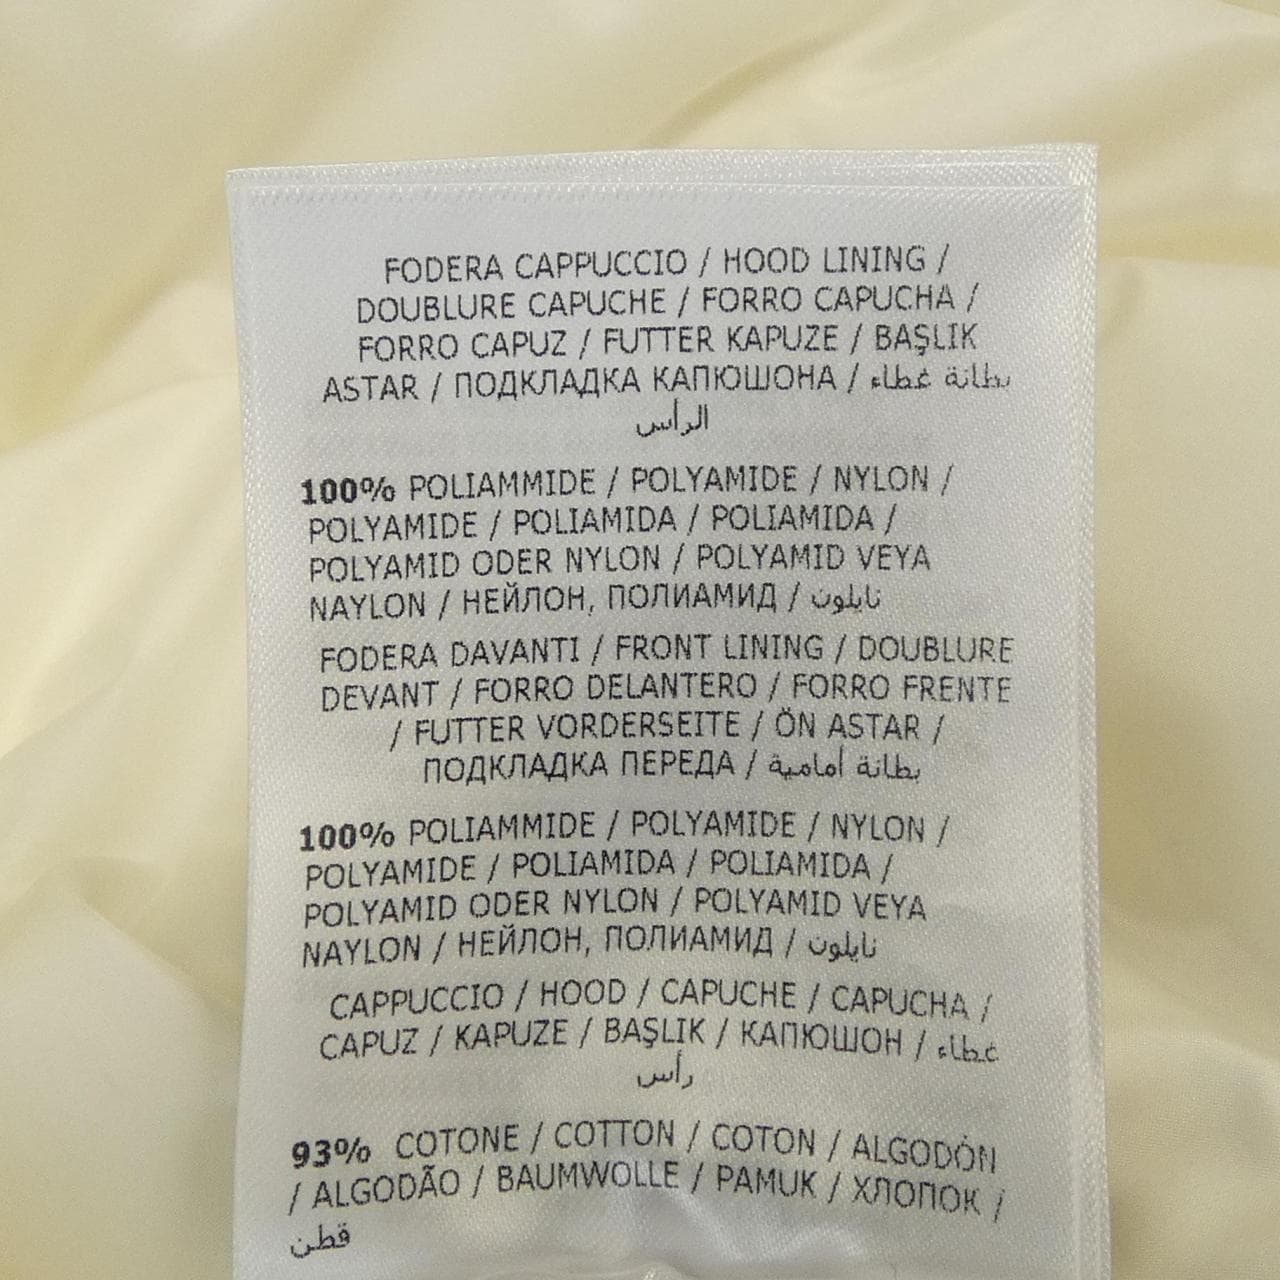 FODERA CAPPUCCIO / HOOD LINING /
DOUBLURE CAPUCHE / FORRO CAPUCHA /
FORRO CAPUZ / FUTTER KAPUZE / BAŞLIK
ASTAR / ПОДКЛАДКА КАПЮШОНА / بطانة غطاء
الرأس
100% POLIAMMIDE / POLYAMIDE / NYLON /
POLYAMIDE / POLIAMIDA / POLIAMIDA /
POLYAMID ODER NYLON / POLYAMID VEYA
NAYLON / НЕЙЛОН, ПОЛИАМИД / نايلون
FODERA DAVANTI / FRONT LINING / DOUBLURE
DEVANT / FORRO DELANTERO / FORRO FRENTE
/ FUTTER VORDERSEITE / ÖN ASTAR /
ПОДКЛАДКА ПЕРЕДА / بطانة أمامية
100% POLIAMMIDE / POLYAMIDE / NYLON /
POLYAMIDE / POLIAMIDA / POLIAMIDA /
POLYAMID ODER NYLON / POLYAMID VEYA
NAYLON / НЕЙЛОН, ПОЛИАМИД / نايلون
CAPPUCCIO / HOOD / CAPUCHE / CAPUCHA /
CAPUZ / KAPUZE / BAŞLIK / КАПЮШОН / غطاء
رأس
93% COTONE / COTTON / COTON / ALGODÓN
/ ALGODÃO / BAUMWOLLE / PAMUK / ХЛОПОК /
قطن